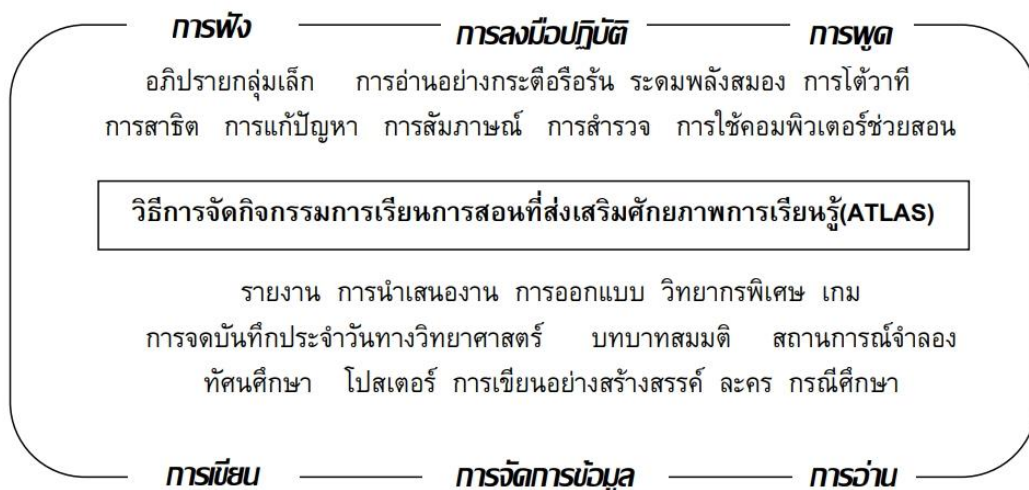 การฟัง การลงมือปฏิบัติ การพูด
อภิปรายกลุ่มเล็ก การอ่านอย่างกระตือรือร้น ระดมพลังสมอง การโต้วาที
การสาธิต การแก้ปัญหา การสัมภาษณ์ การสำรวจ การใช้คอมพิวเตอร์ช่วยสอน
วิธีการจัดกิจกรรมการเรียนการสอนที่ส่งเสริมศักยภาพการเรียนรู้(ATLAS)
รายงาน การนำเสนองาน การออกแบบ วิทยากรพิเศษ เกม
การจดบันทึกประจำวันทางวิทยาศาสตร์ บทบาทสมมติ สถานการณ์จำลอง
ทัศนศึกษา โปสเตอร์ การเขียนอย่างสร้างสรรค์ ละคร กรณีศึกษา
การเขียน การจัดการข้อมูล การอ่าน